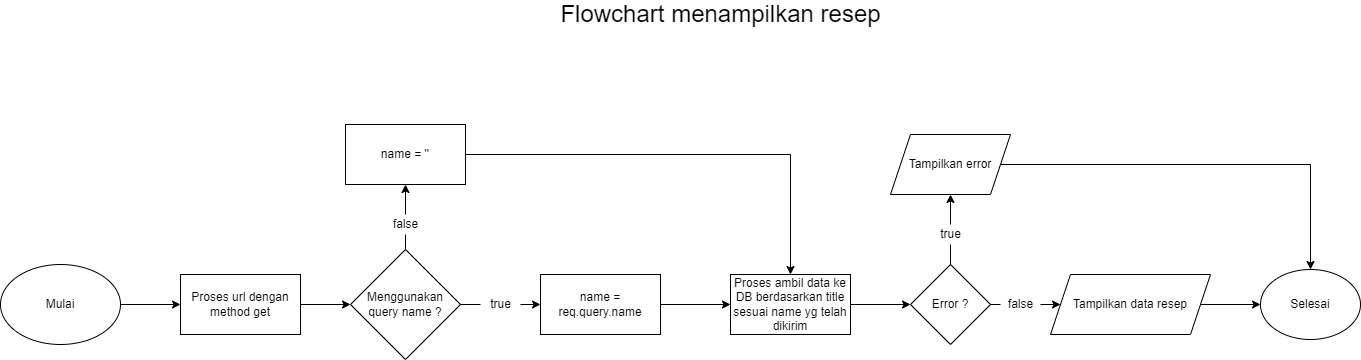 Flowchart menampilkan resep
name = ''
Tampilkan error
false
true
Mulai
Proses url dengan
method get
Menggunakan
query name ?
true
name =
req.query.name
Proses ambil data ke
DB berdasarkan title
sesuai name yg telah
dikirim
Error ?
false
Tampilkan data resep
Selesai